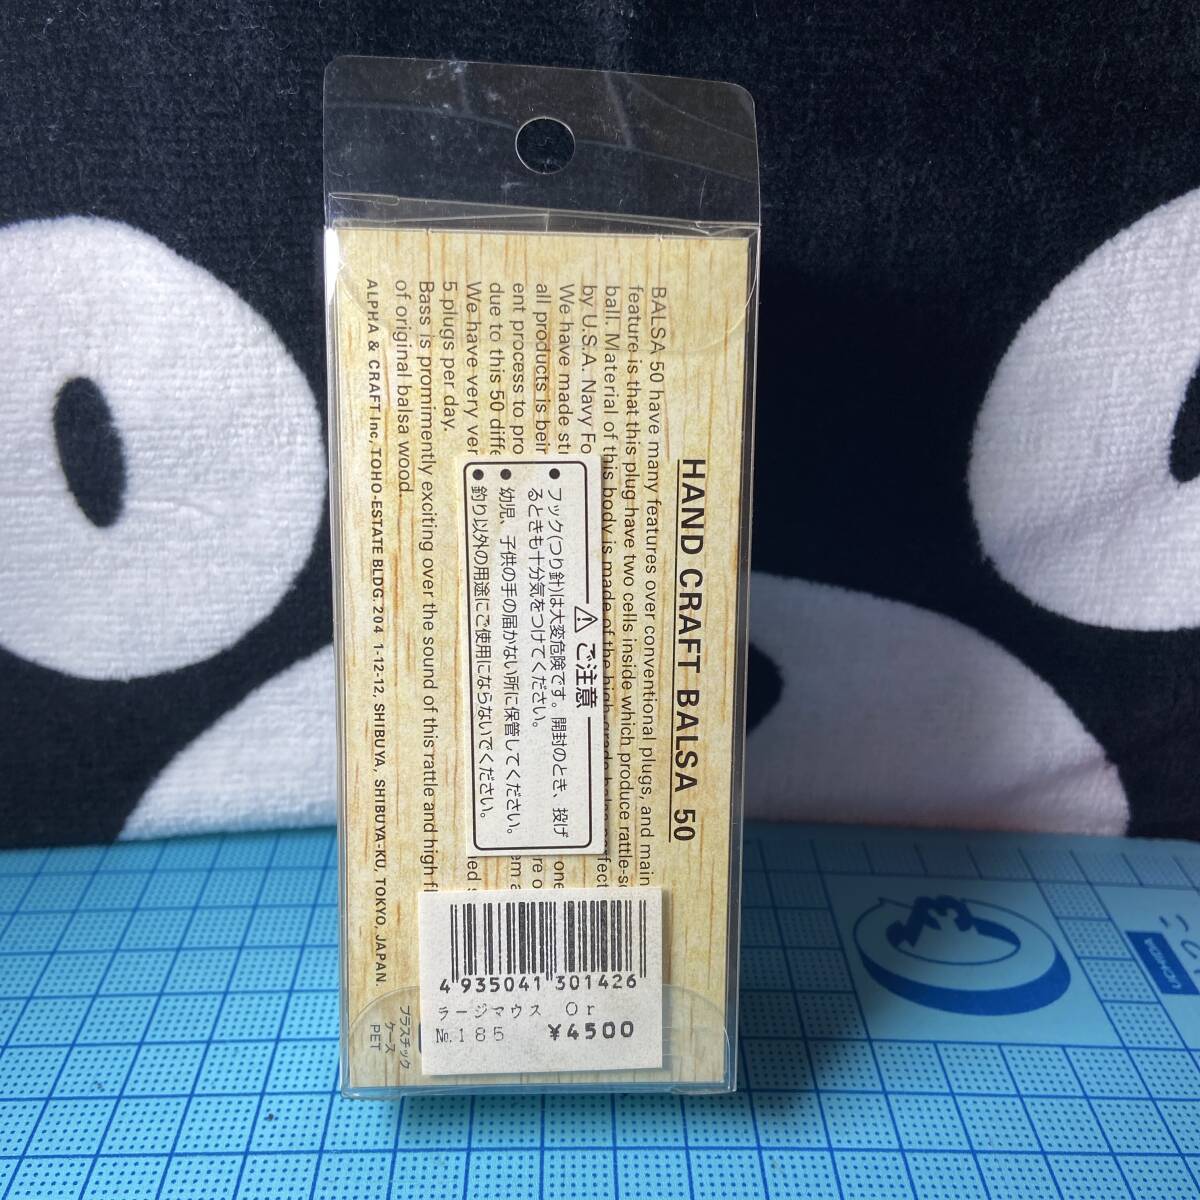 HAND CRAFT BALSA 50
BALSA 50 have many features over conventional plugs, and main
feature is that this plug have two cells inside which produce rattle-s
ball. Material of this body is made of the high grade balsa
by U.S.A. Navy Fo
We have made st
all products is bein
ent process to pro
due to this 50 diffe
We have very ver
5 plugs per day.
Bass is promimently exciting over the sound of this rattle and high fl
of original balsa wood.
ALPHA & CRAFT Inc, TOHO-ESTATE BLDG. 204 1-12-12, SHIBUYA, SHIBUYA-KU, TOKYO, JAPAN.
⚠ ご注意
● フック(つり針)は大変危険です。開封のとき、投げ
るときも十分気をつけてください。
● 幼児、子供の手の届かない所に保管してください。
● 釣り以外の用途にご使用にならないでください。
プラスチック
ケース
PET
4 935041 301426
ラージマウス Or
No.185 ¥4500